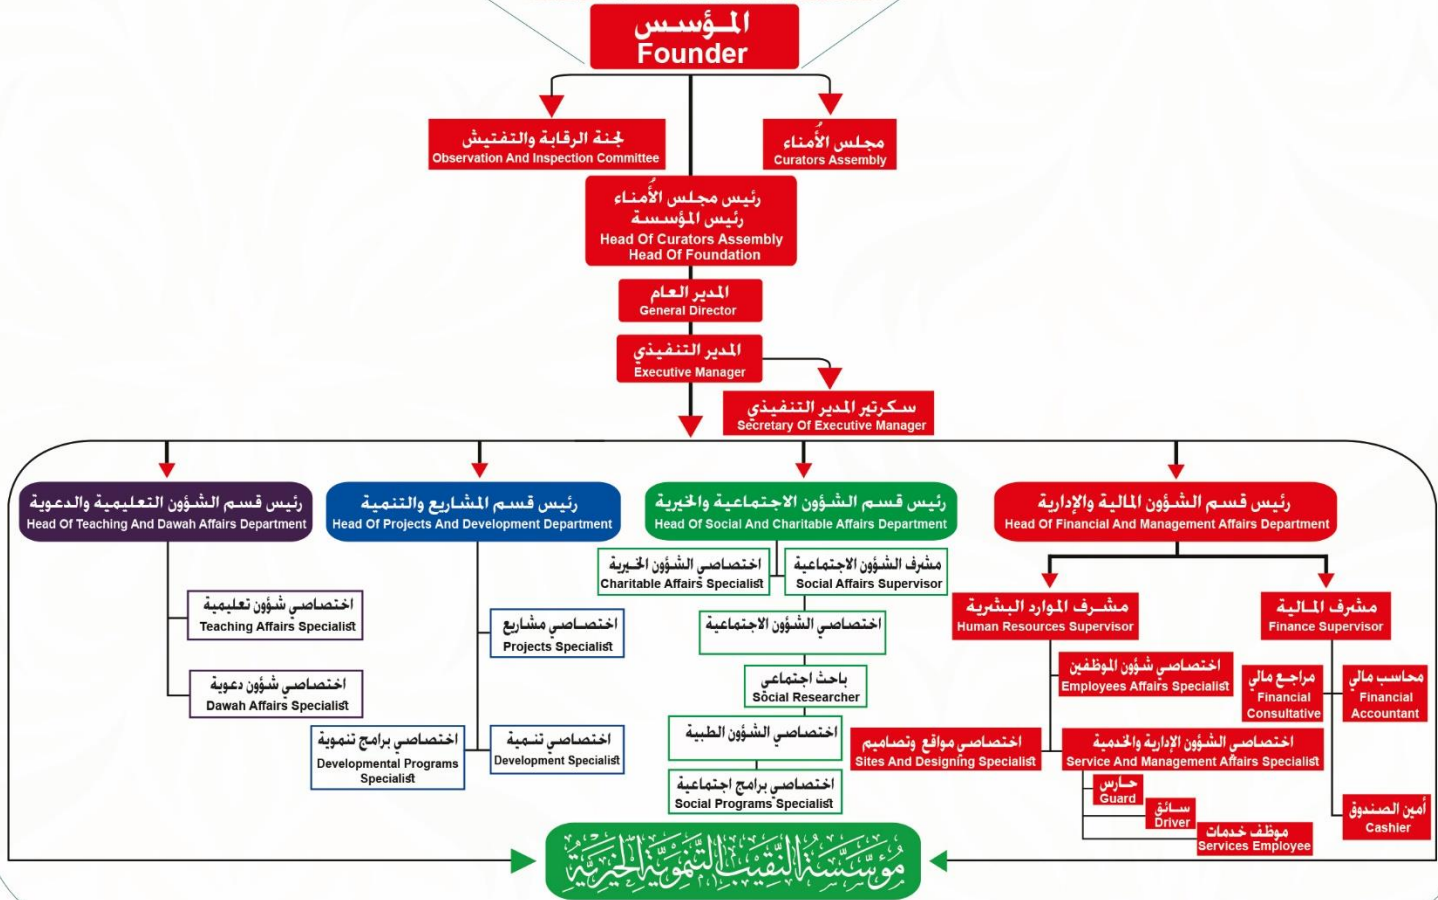 المؤسس
Founder
لجنة الرقابة والتفتيش
Observation And Inspection Committee
مجلس الأُمناء
Curators Assembly
رئيس مجلس الأُمناء
رئيس المؤسسة
Head Of Curators Assembly
Head Of Foundation
المدير العام
General Director
المدير التنفيذي
Executive Manager
سكرتير المدير التنفيذي
Secretary Of Executive Manager
رئيس قسم الشؤون التعليمية والدعوية
Head Of Teaching And Dawah Affairs Department
رئيس قسم المشاريع والتنمية
Head Of Projects And Development Department
رئيس قسم الشؤون الاجتماعية والخيرية
Head Of Social And Charitable Affairs Department
رئيس قسم الشؤون المالية والإدارية
Head Of Financial And Management Affairs Department
اختصاصي شؤون تعليمية
Teaching Affairs Specialist
اختصاصي شؤون دعوية
Dawah Affairs Specialist
اختصاصي مشاريع
Projects Specialist
اختصاصي برامج تنموية
Developmental Programs
Specialist
اختصاصي تنمية
Development Specialist
اختصاصي الشؤون الخيرية
Charitable Affairs Specialist
مشرف الشؤون الاجتماعية
Social Affairs Supervisor
اختصاصي الشؤون الاجتماعية
باحث اجتماعي
Social Researcher
اختصاصي الشؤون الطبية
اختصاصي برامج اجتماعية
Social Programs Specialist
مشرف الموارد البشرية
Human Resources Supervisor
مشرف المالية
Finance Supervisor
اختصاصي شؤون الموظفين
Employees Affairs Specialist
مراجع مالي
Financial
Consultative
محاسب مالي
Financial
Accountant
اختصاصي مواقع وتصاميم
Sites And Designing Specialist
اختصاصي الشؤون الإدارية والخدمية
Service And Management Affairs Specialist
حارس
Guard
سائق
Driver
موظف خدمات
Services Employee
أمين الصندوق
Cashier
مُؤَسَّسَةُ النَّقِيبِ التَّنْمَوِيَّةِ الخَيْرِيَّةِ